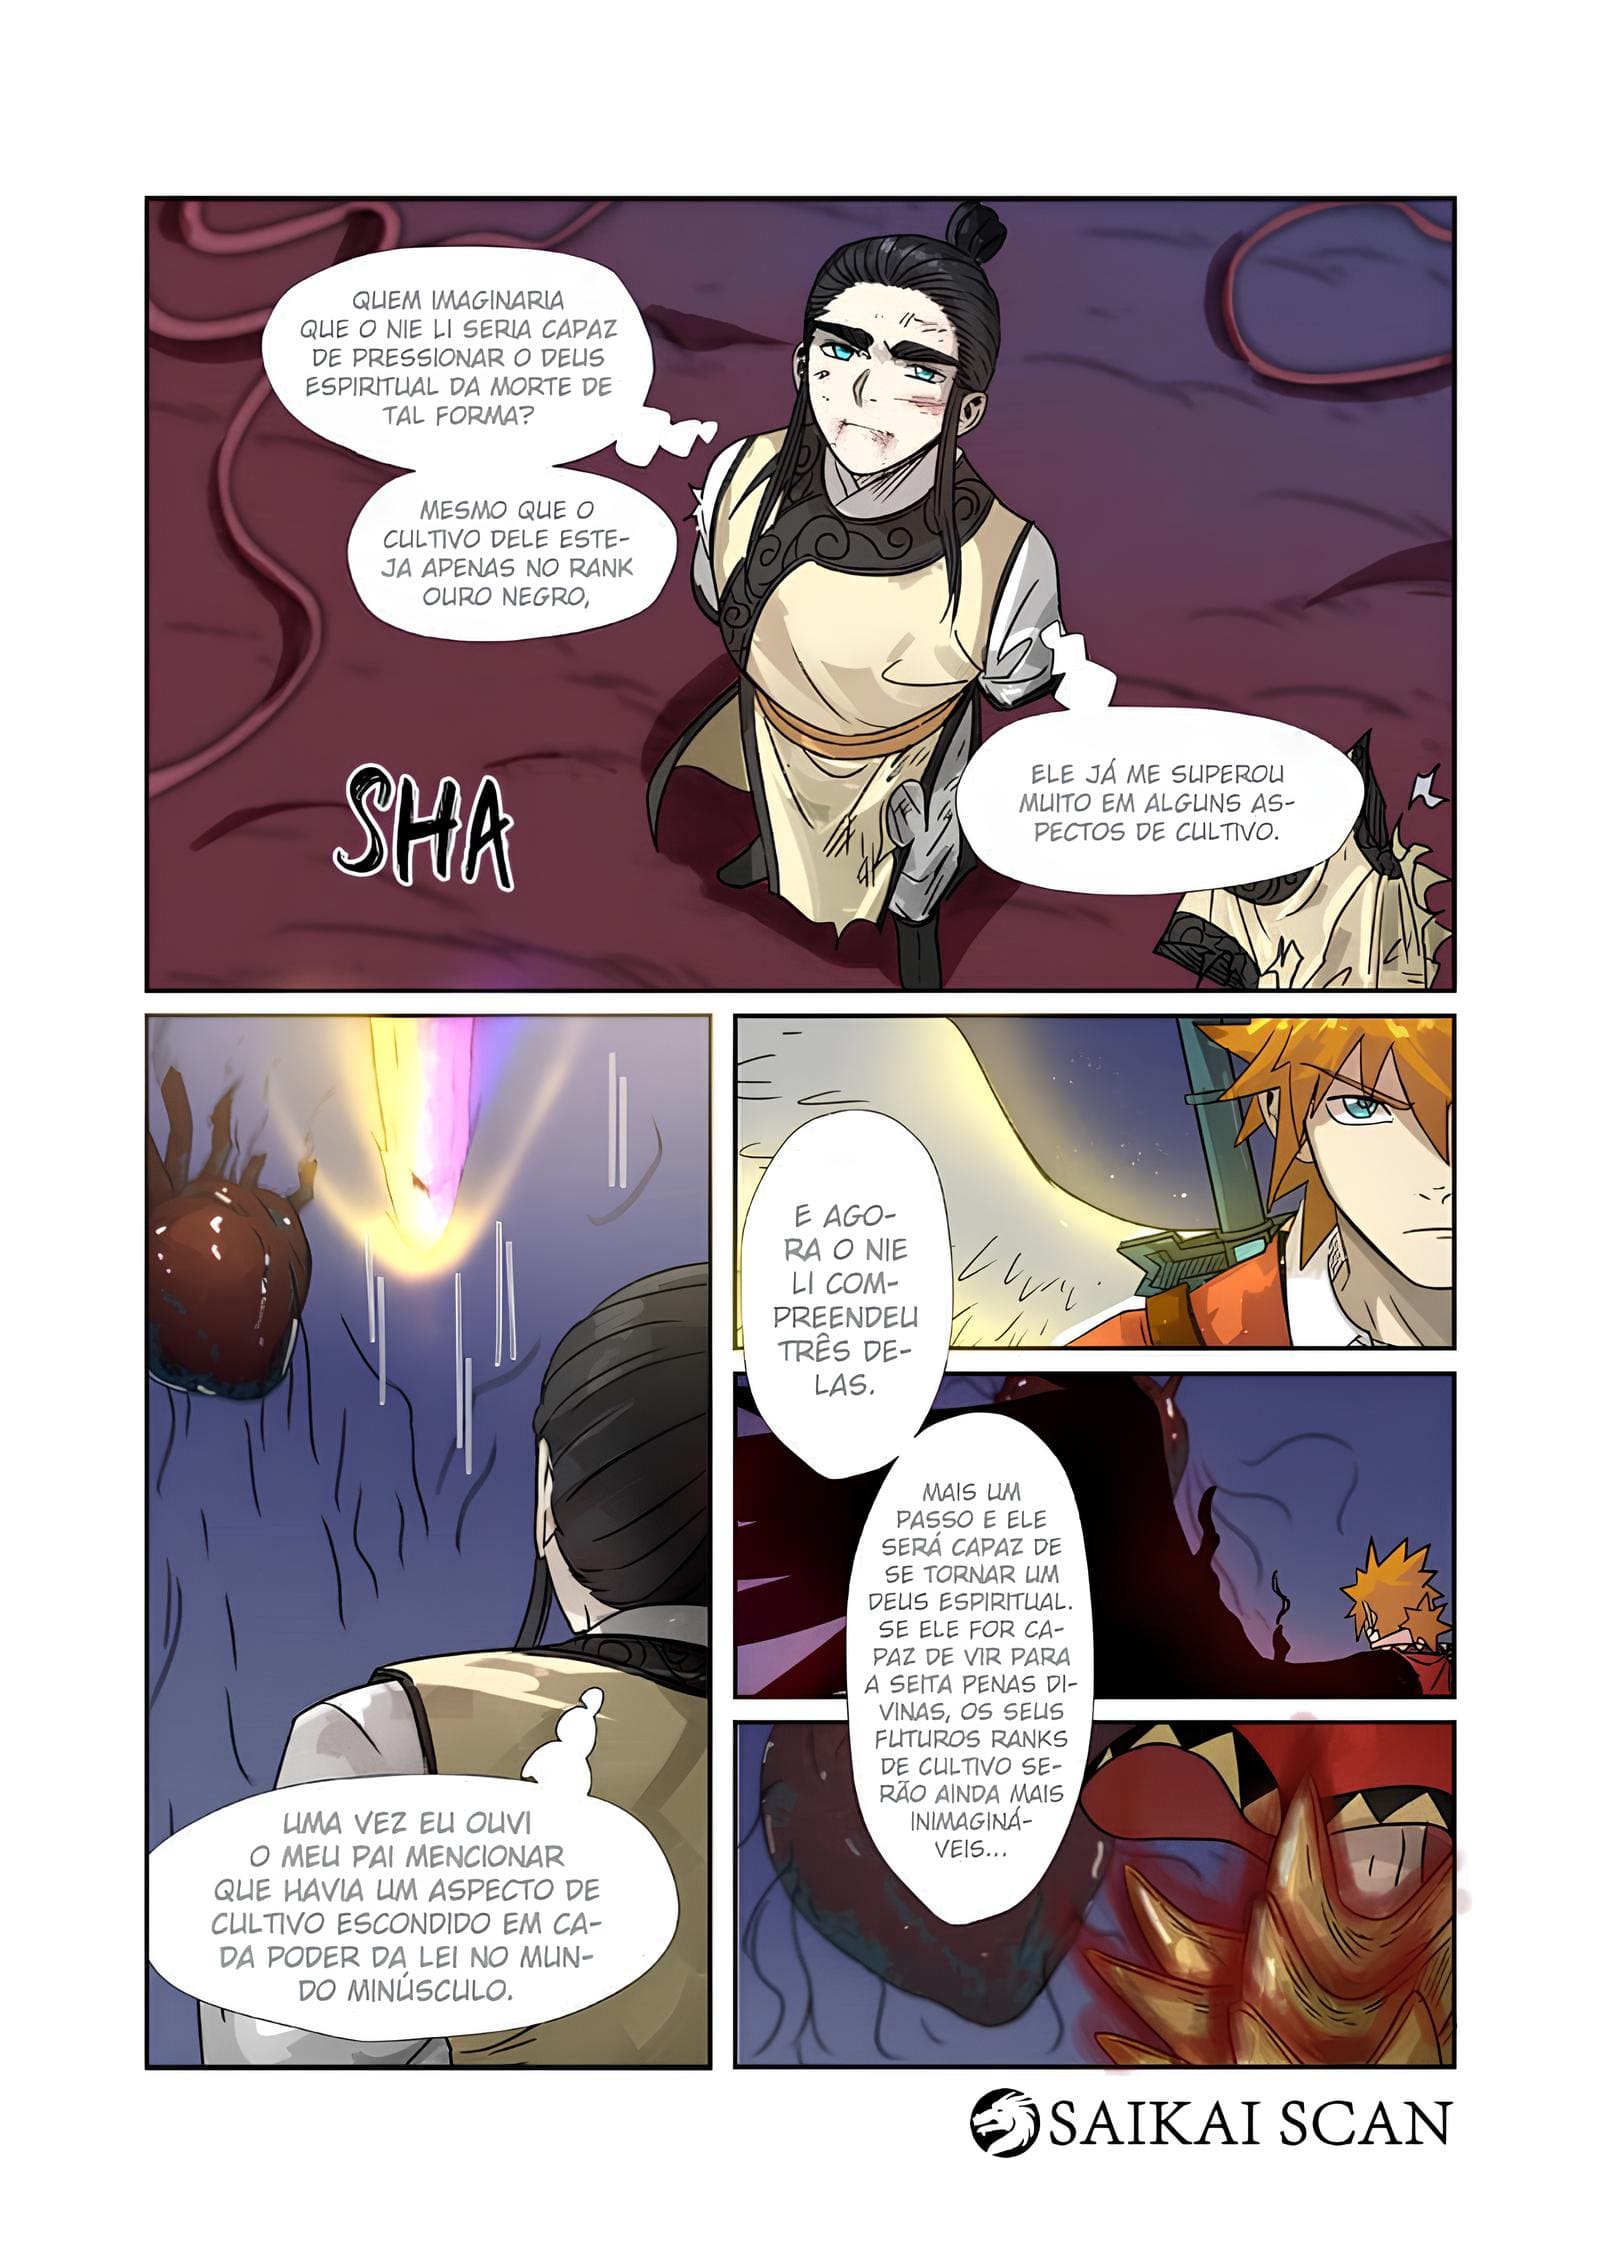 QUEM IMAGINARIA
QUE O NIE LI SERIA CAPAZ
DE PRESSIONAR O DEUS
ESPIRITUAL DA MORTE DE
TAL FORMA?
MESMO QUE O
CULTIVO DELE ESTE-
JA APENAS NO RANK
OURO NEGRO,
ELE JÁ ME SUPEROU
MUITO EM ALGUNS AS-
PECTOS DE CULTIVO.
SHA
UMA VEZ EU OUVI
O MEU PAI MENCIONAR
QUE HAVIA UM ASPECTO DE
CULTIVO ESCONDIDO EM CA-
DA PODER DA LEI NO MUN-
DO MINÚSCULO.
E AGO-
RA O NIE
LI COM-
PREENDEU
TRÊS DE-
LAS.
MAIS UM
PASSO E ELE
SERÁ CAPAZ DE
SE TORNAR UM
DEUS ESPIRITUAL.
SE ELE FOR CA-
PAZ DE VIR PARA
A SEITA PENAS DI-
VINAS, OS SEUS
FUTUROS RANKS
DE CULTIVO SE-
RÃO AINDA MAIS
INIMAGINÁ-
VEIS...
SAIKAI SCAN